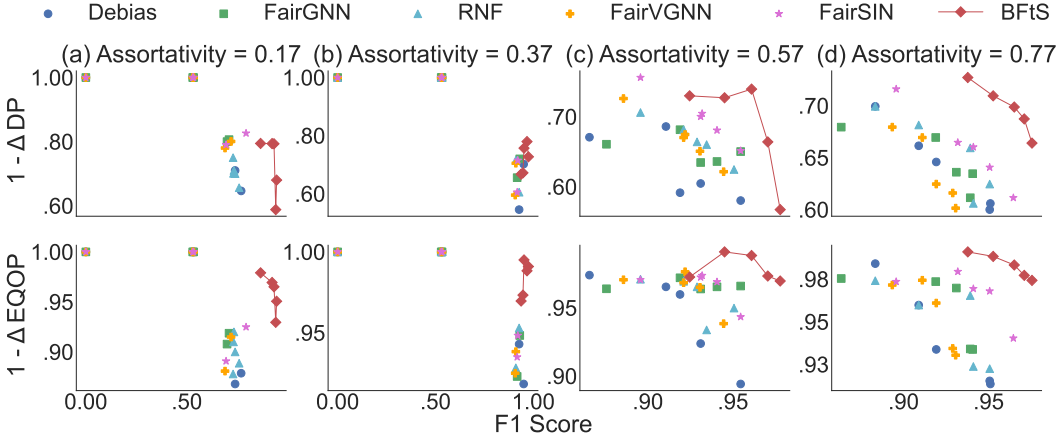 Debias FairGNN RNF FairVGNN FairSIN BFtS
(a) Assortativity = 0.17 (b) Assortativity = 0.37 (c) Assortativity = 0.57 (d) Assortativity = 0.77
1 - Δ DP
1.00 .80 .60
1.00 .80 .60
.70 .60
.70 .65 .60
1 - Δ EQOP
1.00 .95 .90
1.00 .95
.95 .90
.98 .95 .93
0.00 .50 0.00 .50 1.00 .90 .95 .90 .95
F1 Score